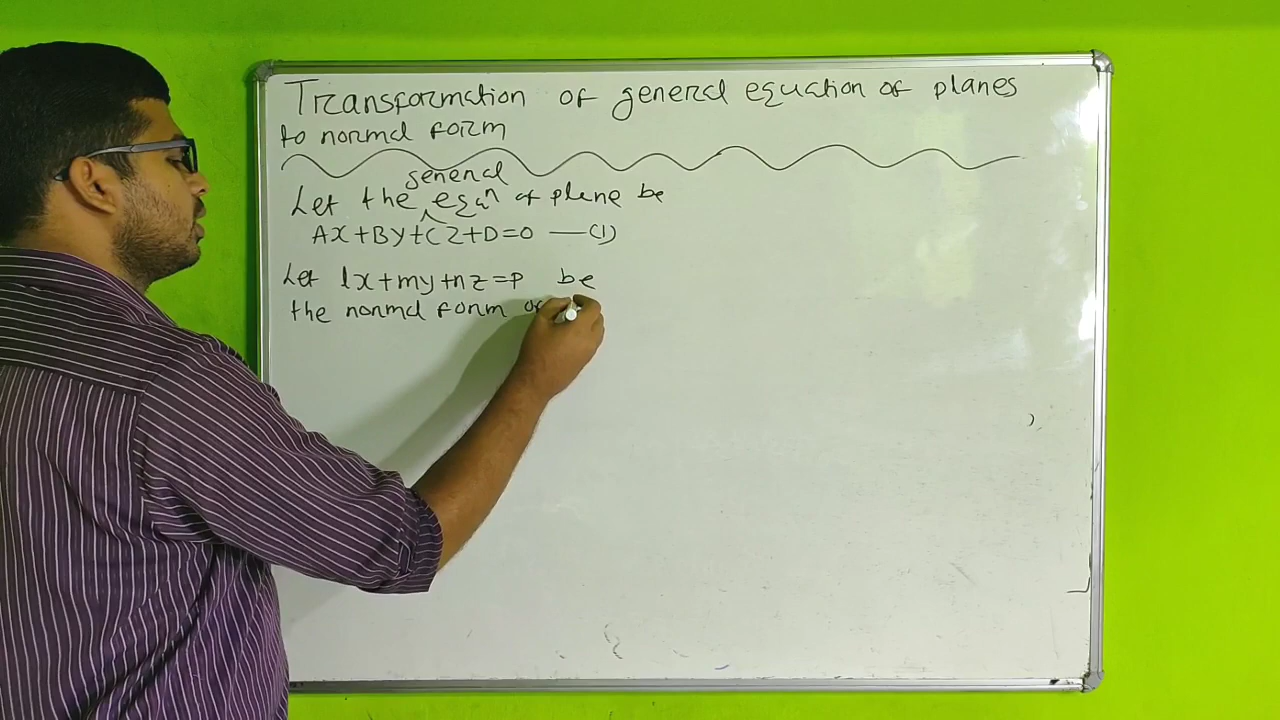 Transformation of general equation of planes
to normal form
general
Let the eqn of plane be
Ax+By+Cz+D=0 —(1)
Let lx+my+nz=p be
the normal form of